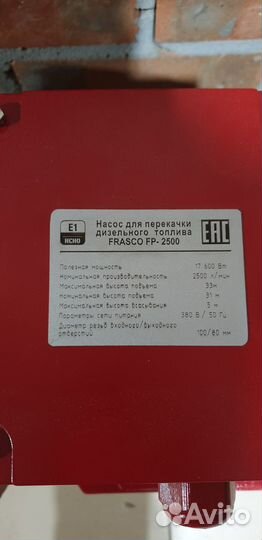 E1
НСНО
Насос для перекачки
дизельного топлива
FRASCO FP- 2500
EAC
Полезная мощность 17 600 Вт
Номинальная производительность 2500 л/мин
Максимальная высота подъема 33м
номинальная высота подъема 31 м
Максимальная высота всасывания 5 м
Параметры сети питания 380 В / 50 Гц
Диаметр резьб входного/выходного
отверстий 100/80 мм
Avito